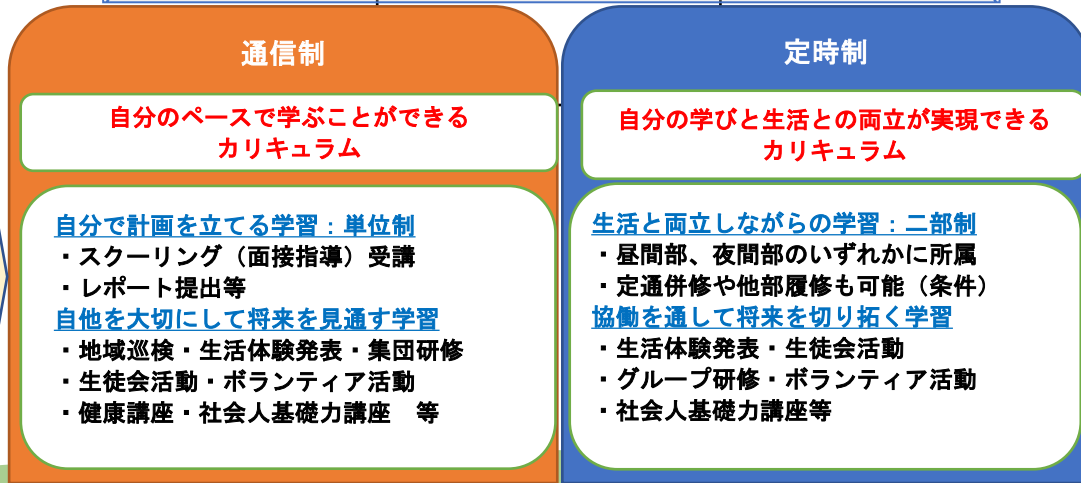 通信制
自分のペースで学ぶことができる
カリキュラム
自分で計画を立てる学習：単位制
・スクーリング（面接指導）受講
・レポート提出等
自他を大切にして将来を見通す学習
・地域巡検・生活体験発表・集団研修
・生徒会活動・ボランティア活動
・健康講座・社会人基礎力講座　等
定時制
自分の学びと生活との両立が実現できる
カリキュラム
生活と両立しながらの学習：二部制
・昼間部、夜間部のいずれかに所属
・定通併修や他部履修も可能（条件）
協働を通して将来を切り拓く学習
・生活体験発表・生徒会活動
・グループ研修・ボランティア活動
・社会人基礎力講座等